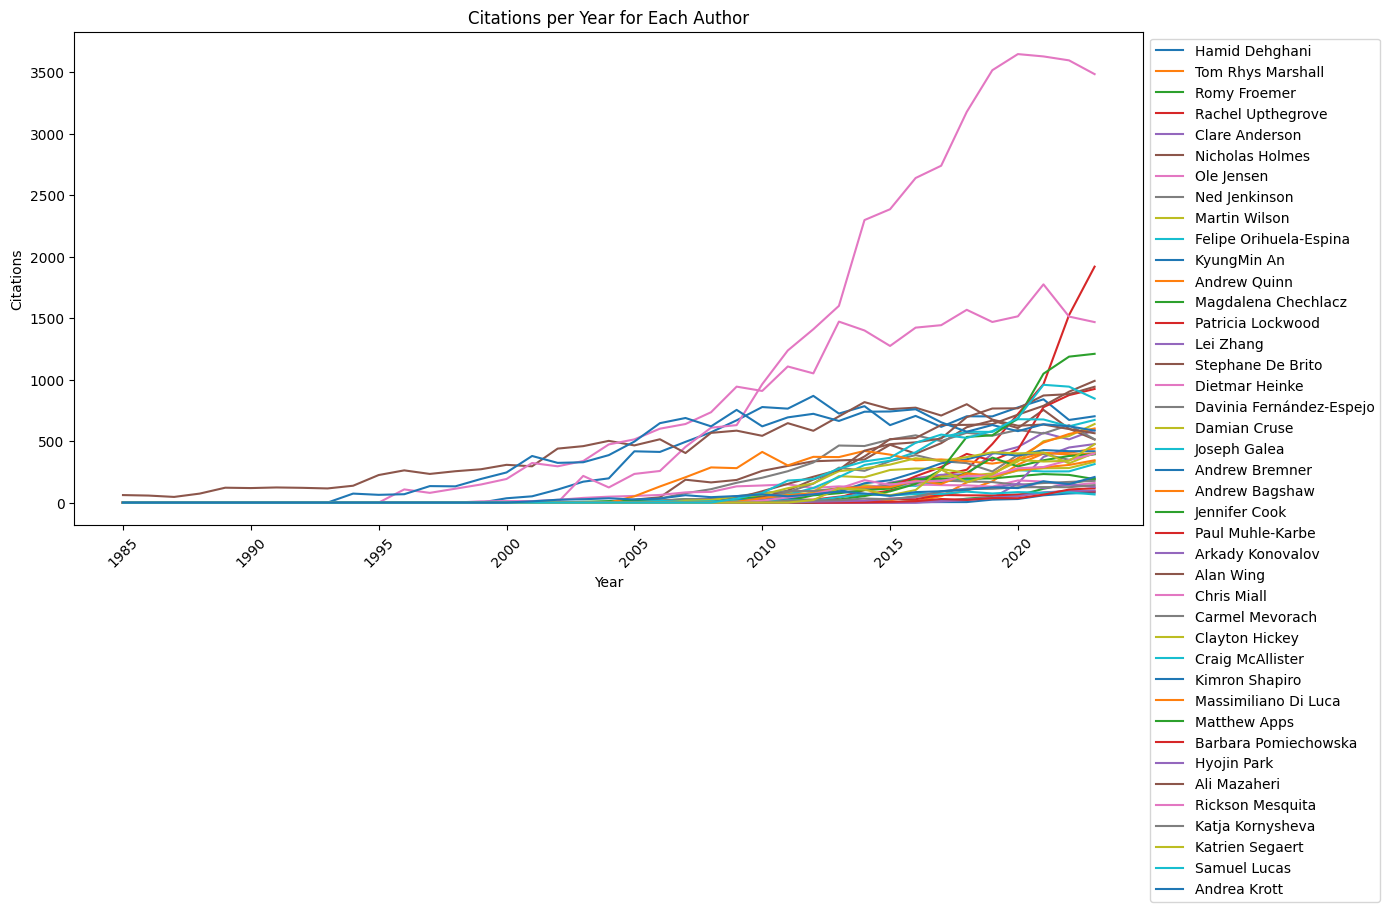 Citations per Year for Each Author
3500
3000
2500
2000
1500
1000
500
0
Citations
1985
1990
1995
2000
2005
2010
2015
2020
Year
Hamid Dehghani
Tom Rhys Marshall
Romy Froemer
Rachel Upthegrove
Clare Anderson
Nicholas Holmes
Ole Jensen
Ned Jenkinson
Martin Wilson
Felipe Orihuela-Espina
KyungMin An
Andrew Quinn
Magdalena Chechlacz
Patricia Lockwood
Lei Zhang
Stephane De Brito
Dietmar Heinke
Davinia Fernández-Espejo
Damian Cruse
Joseph Galea
Andrew Bremner
Andrew Bagshaw
Jennifer Cook
Paul Muhle-Karbe
Arkady Konovalov
Alan Wing
Chris Miall
Carmel Mevorach
Clayton Hickey
Craig McAllister
Kimron Shapiro
Massimiliano Di Luca
Matthew Apps
Barbara Pomiechowska
Hyojin Park
Ali Mazaheri
Rickson Mesquita
Katja Kornysheva
Katrien Segaert
Samuel Lucas
Andrea Krott